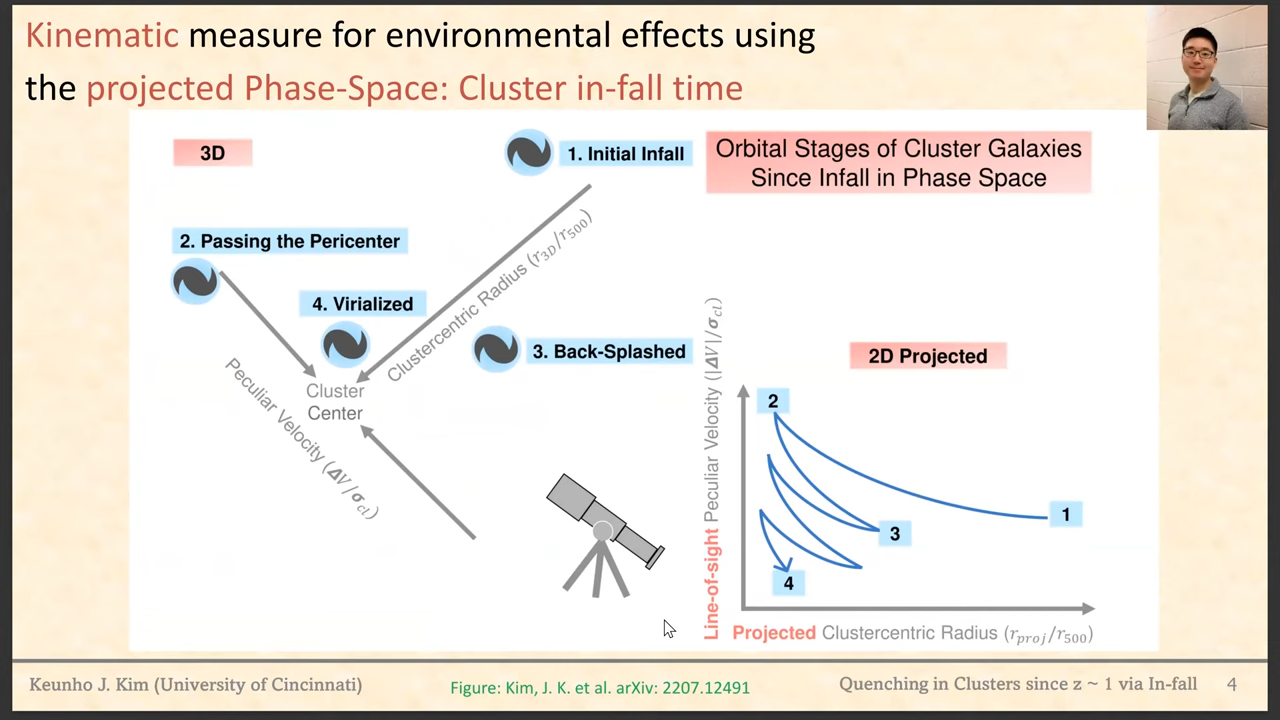 Kinematic measure for environmental effects using
the projected Phase-Space: Cluster in-fall time
3D
1. Initial Infall
Orbital Stages of Cluster Galaxies
Since Infall in Phase Space
2. Passing the Pericenter
4. Virialized
Clustercentric Radius (r3D/r500)
3. Back-Splashed
Cluster
Center
Peculiar Velocity (ΔV/σcl)
2D Projected
Line-of-sight Peculiar Velocity (|ΔV|/σcl)
2
1
3
4
Projected Clustercentric Radius (rproj/r500)
Keunho J. Kim (University of Cincinnati)
Figure: Kim, J. K. et al. arXiv: 2207.12491
Quenching in Clusters since z ~ 1 via In-fall
4